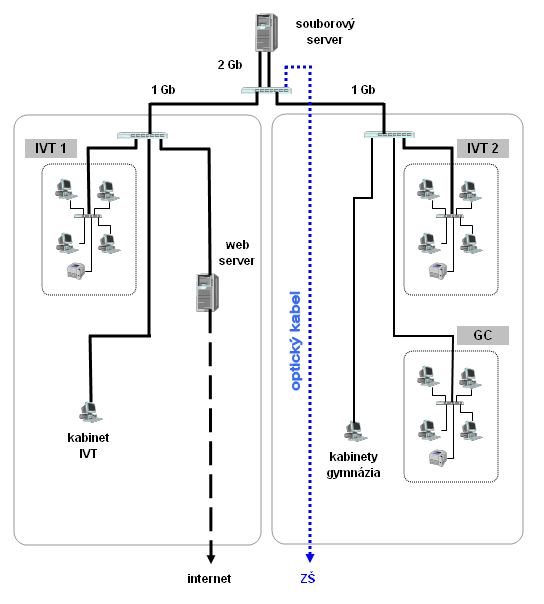 souborový
server
2 Gb
1 Gb
1 Gb
IVT 1
IVT 2
web
server
optický kabel
GC
kabinet
IVT
kabinety
gymnázia
internet
ZŠ